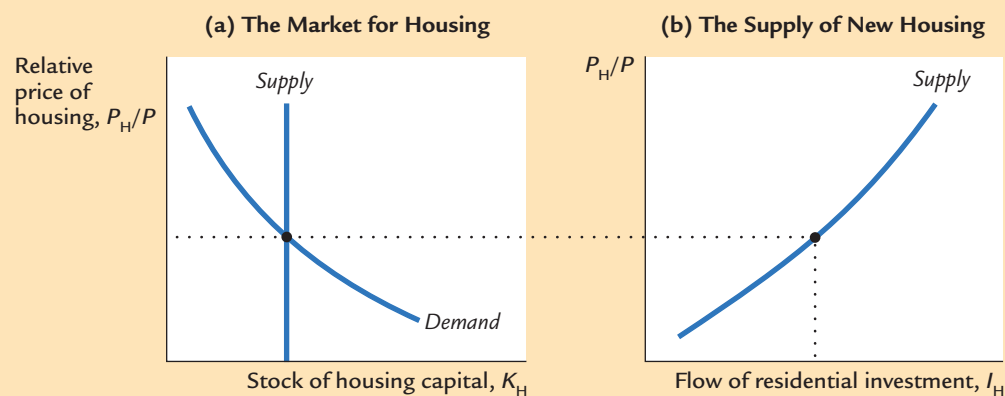 (a) The Market for Housing
Relative
price of
housing, P_H/P
Supply
Demand
Stock of housing capital, K_H
(b) The Supply of New Housing
P_H/P
Supply
Flow of residential investment, I_H